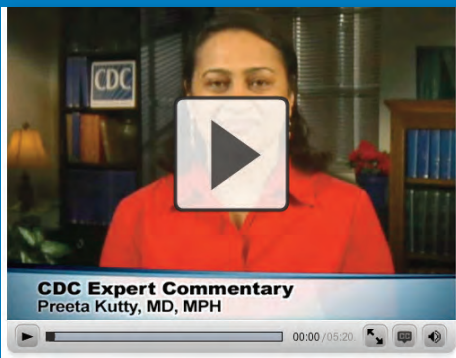 CDC
CDC Expert Commentary
Preeta Kutty, MD, MPH
00:00/05:20